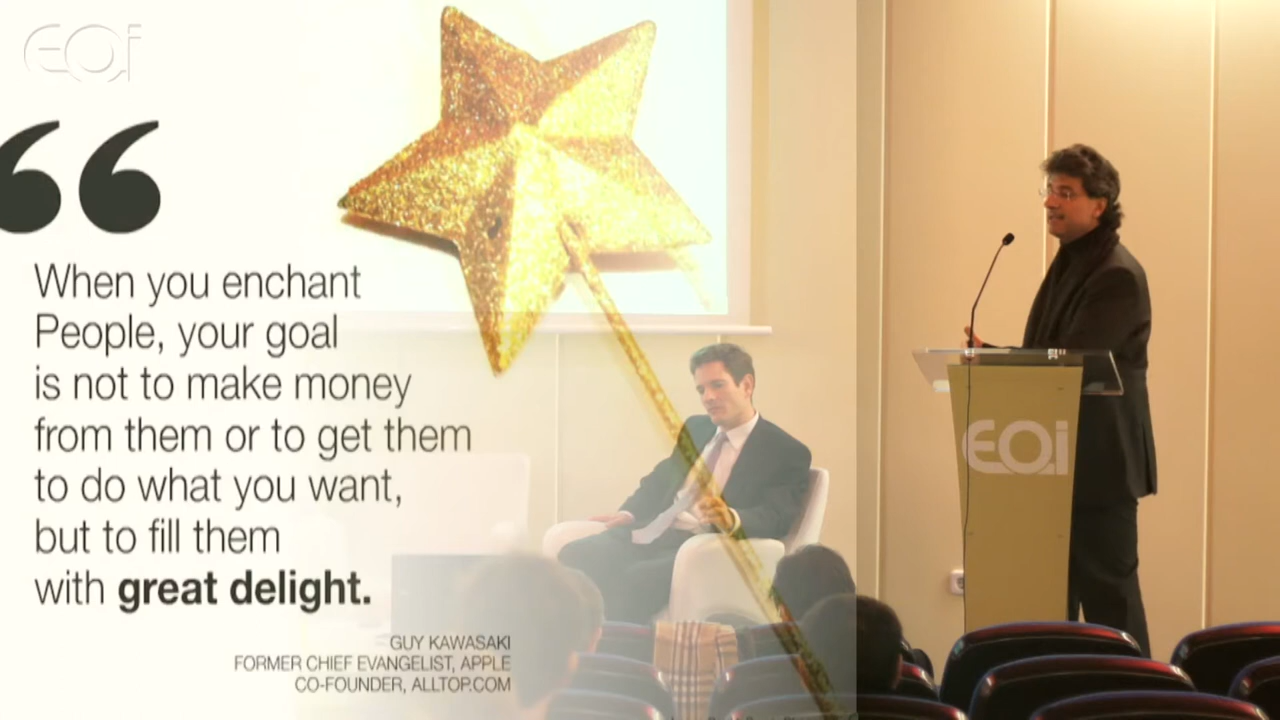 EOi
“
When you enchant
People, your goal
is not to make money
from them or to get them
to do what you want,
but to fill them
with great delight.
GUY KAWASAKI
FORMER CHIEF EVANGELIST, APPLE
CO-FOUNDER, ALLTOP.COM
EOi